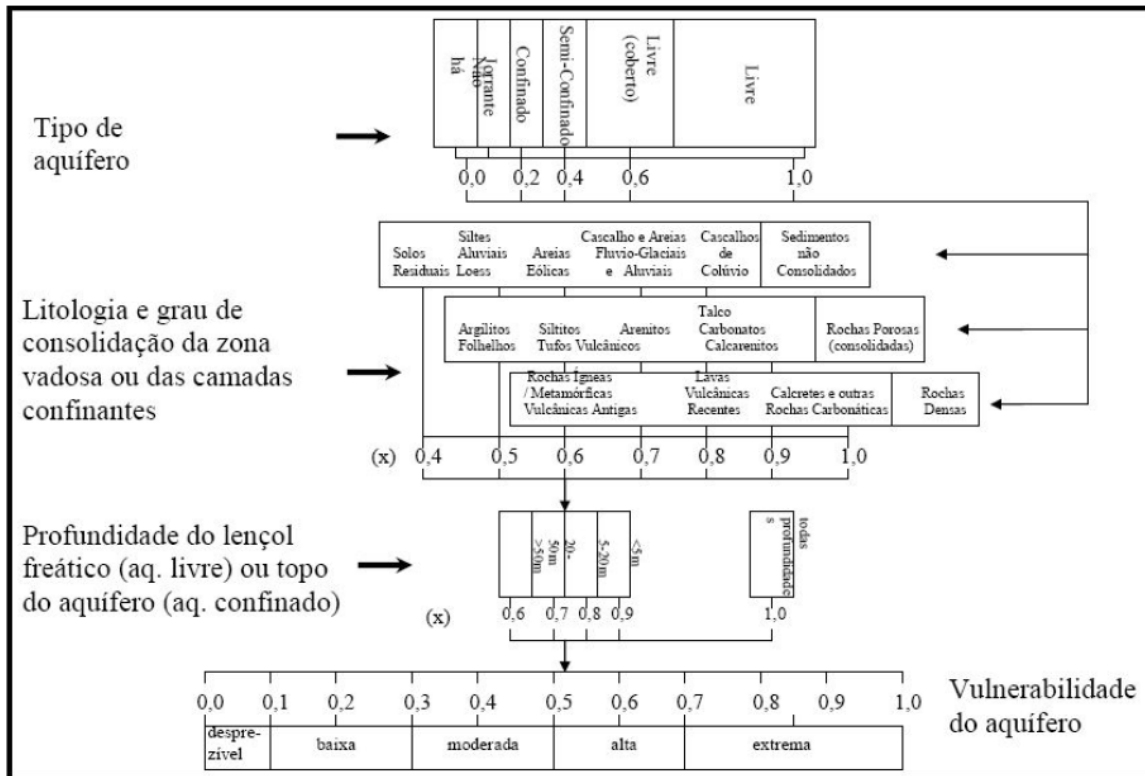 Não
há
Jorrante
Confinado
Semi-Confinado
Livre
(coberto)
Livre
Tipo de
aquífero
0,0 0,2 0,4 0,6 1,0
Solos
Residuais
Siltes
Aluviais
Loess
Areias
Eólicas
Cascalho e Areias
Fluvio-Glaciais
e Aluviais
Cascalhos
de
Colúvio
Sedimentos
não
Consolidados
Litologia e grau de
consolidação da zona
vadosa ou das camadas
confinantes
Argilitos
Folhelhos
Siltitos
Tufos Vulcânicos
Arenitos
Talco
Carbonatos
Calcarenitos
Rochas Porosas
(consolidadas)
Rochas Ígneas
/ Metamórficas
Vulcânicas Antigas
Lavas
Vulcânicas
Recentes
Calcretes e outras
Rochas Carbonáticas
Rochas
Densas
(x) 0,4 0,5 0,6 0,7 0,8 0,9 1,0
Profundidade do lençol
freático (aq. livre) ou topo
do aquífero (aq. confinado)
>50m
20-
50m
5-20m
<5m
todas
profundidade
s
(x) 0,6 0,7 0,8 0,9 1,0
0,0 0,1 0,2 0,3 0,4 0,5 0,6 0,7 0,8 0,9 1,0
Vulnerabilidade
do aquífero
despre-
zível
baixa
moderada
alta
extrema